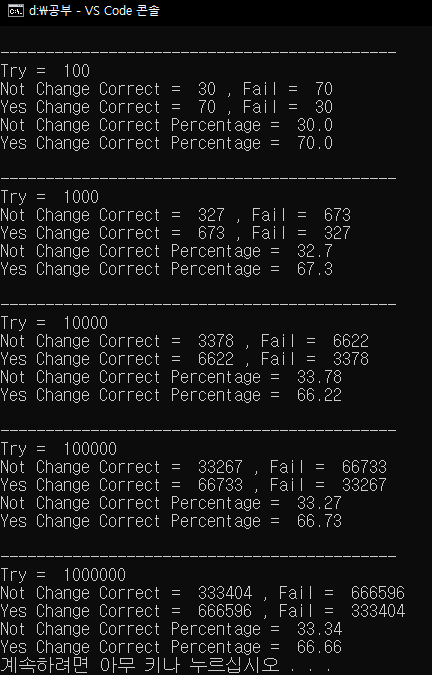 d:\공부 - VS Code 콘솔
--------------------------------------------
Try =  100
Not Change Correct =  30 , Fail =  70
Yes Change Correct =  70 , Fail =  30
Not Change Correct Percentage =  30.0
Yes Change Correct Percentage =  70.0
--------------------------------------------
Try =  1000
Not Change Correct =  327 , Fail =  673
Yes Change Correct =  673 , Fail =  327
Not Change Correct Percentage =  32.7
Yes Change Correct Percentage =  67.3
--------------------------------------------
Try =  10000
Not Change Correct =  3378 , Fail =  6622
Yes Change Correct =  6622 , Fail =  3378
Not Change Correct Percentage =  33.78
Yes Change Correct Percentage =  66.22
--------------------------------------------
Try =  100000
Not Change Correct =  33267 , Fail =  66733
Yes Change Correct =  66733 , Fail =  33267
Not Change Correct Percentage =  33.27
Yes Change Correct Percentage =  66.73
--------------------------------------------
Try =  1000000
Not Change Correct =  333404 , Fail =  666596
Yes Change Correct =  666596 , Fail =  333404
Not Change Correct Percentage =  33.34
Yes Change Correct Percentage =  66.66
계속하려면 아무 키나 누르십시오 . . .